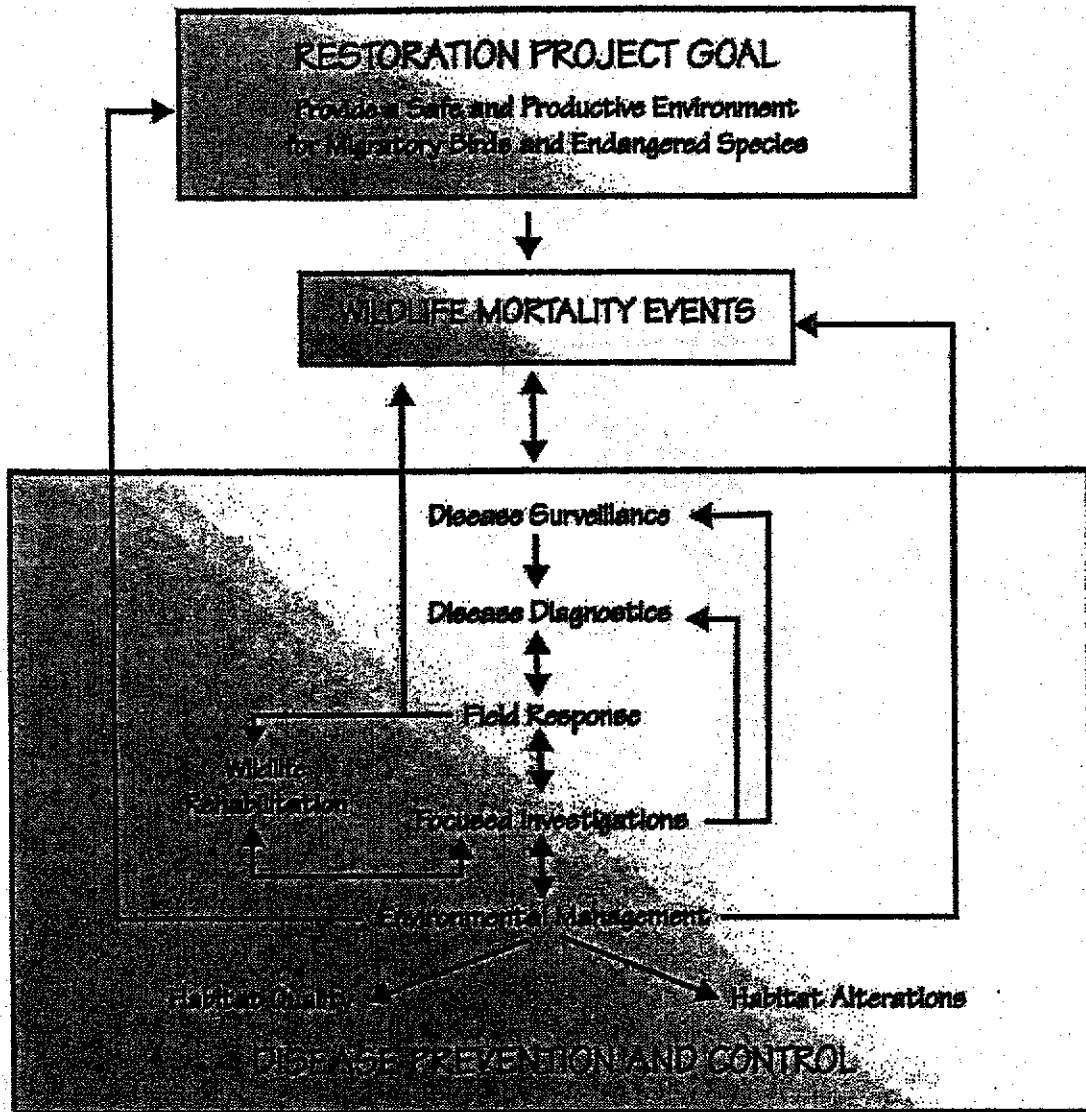 RESTORATION PROJECT GOAL
Provide a Safe and Productive Environment
for Migratory Birds and Endangered Species
WILDLIFE MORTALITY EVENTS
Disease Surveillance
Disease Diagnostics
Field Response
Wildlife
Rehabilitation
Focused Investigations
Environmental Management
Habitat Quality
Habitat Alterations
DISEASE PREVENTION AND CONTROL